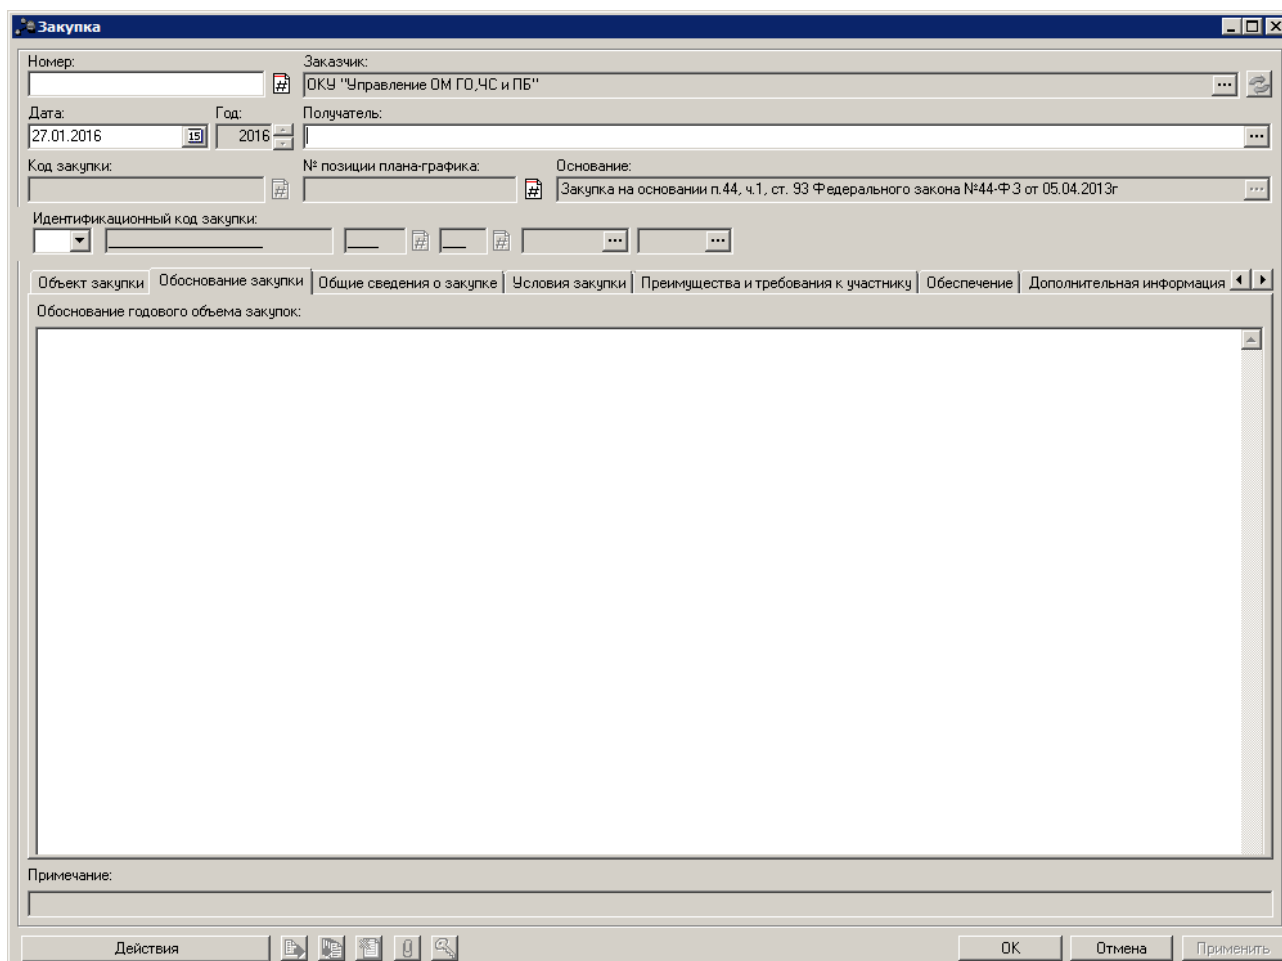 Закупка
Номер: Заказчик:
ОКУ "Управление ОМ ГО,ЧС и ПБ" ...
Дата: Год: Получатель:
27.01.2016 15 2016 ...
Код закупки: № позиции плана-графика: Основание:
Закупка на основании п.44, ч.1, ст. 93 Федерального закона №44-ФЗ от 05.04.2013г ...
Идентификационный код закупки:
... ...
Объект закупки Обоснование закупки Общие сведения о закупке Условия закупки Преимущества и требования к участнику Обеспечение Дополнительная информация
Обоснование годового объема закупок:
Примечание:
Действия OK Отмена Применить